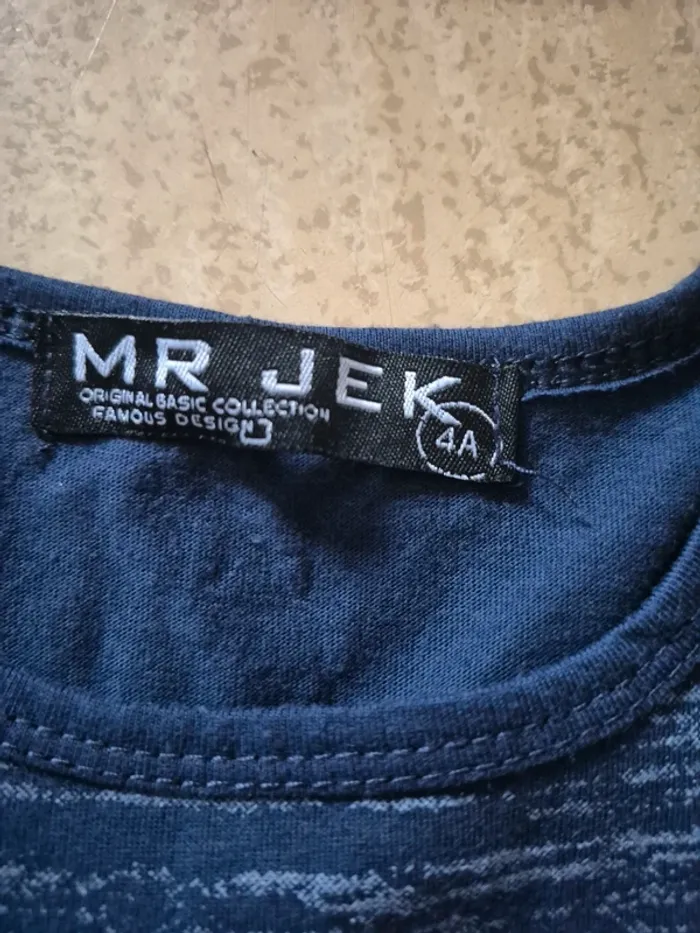 MR JEK
ORIGINAL BASIC COLLECTION
FAMOUS DESIGN
4A